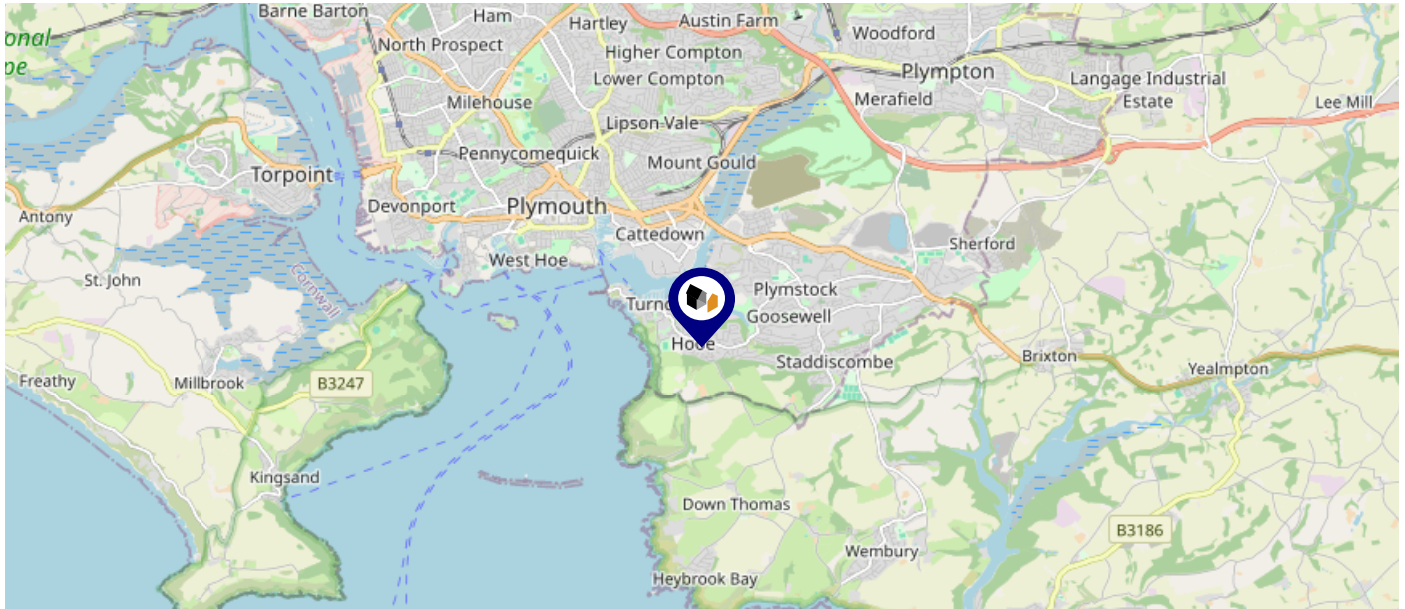 Barne Barton
Ham
Hartley
Austin Farm
Woodford
onal
pe
North Prospect
Higher Compton
Lower Compton
Plympton
Langage Industrial
Estate
Merafield
Lee Mill
Milehouse
Lipson Vale
Pennycomequick
Mount Gould
Torpoint
Devonport
Plymouth
Antony
Cattedown
Sherford
St. John
Cornwall
West Hoe
Plymstock
Turnc
Goosewell
Hooe
Staddiscombe
Brixton
Yealmpton
Freathy
Millbrook
B3247
Kingsand
Down Thomas
B3186
Wembury
Heybrook Bay